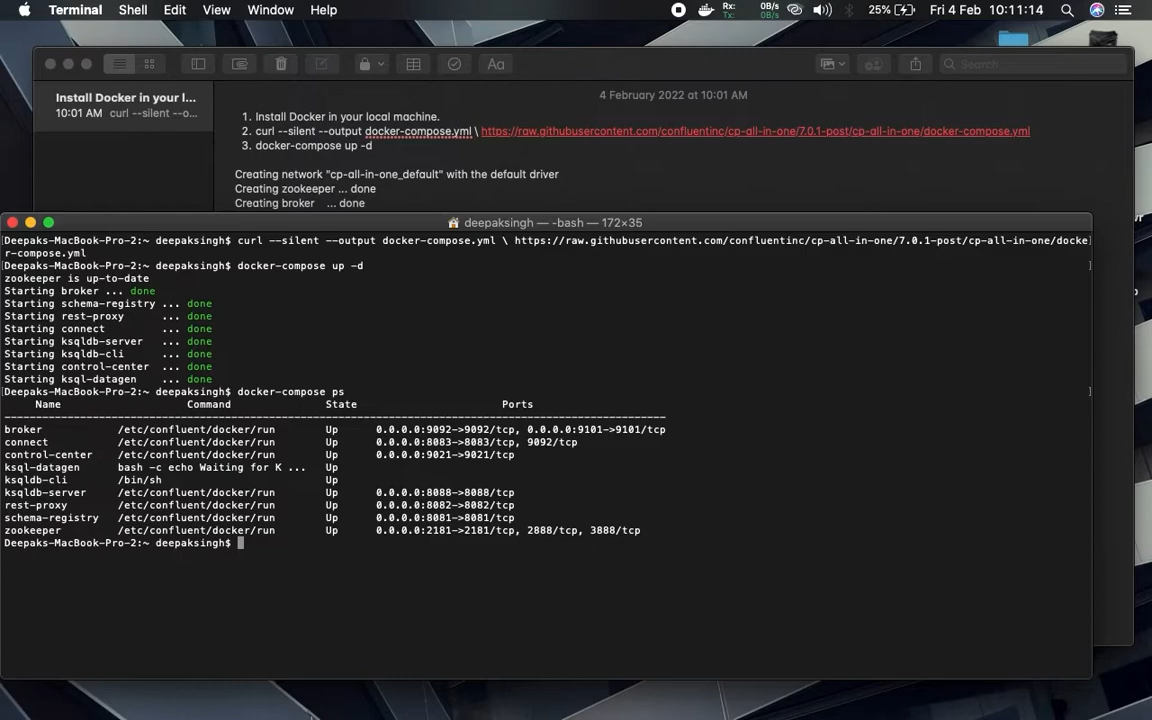 Terminal Shell Edit View Window Help Rx: 0B/s Tx: 0B/s 25% Fri 4 Feb 10:11:14
Aa Search
Install Docker in your l...
10:01 AM curl --silent --o...
4 February 2022 at 10:01 AM
1. Install Docker in your local machine.
2. curl --silent --output docker-compose.yml \ https://raw.githubusercontent.com/confluentinc/cp-all-in-one/7.0.1-post/cp-all-in-one/docker-compose.yml
3. docker-compose up -d
Creating network "cp-all-in-one_default" with the default driver
Creating zookeeper ... done
Creating broker ... done
deepaksingh — -bash — 172×35
[Deepaks-MacBook-Pro-2:~ deepaksingh$ curl --silent --output docker-compose.yml \ https://raw.githubusercontent.com/confluentinc/cp-all-in-one/7.0.1-post/cp-all-in-one/docke]
r-compose.yml
[Deepaks-MacBook-Pro-2:~ deepaksingh$ docker-compose up -d ]
zookeeper is up-to-date
Starting broker ... done
Starting schema-registry ... done
Starting rest-proxy ... done
Starting connect ... done
Starting ksqldb-server ... done
Starting ksqldb-cli ... done
Starting control-center ... done
Starting ksql-datagen ... done
[Deepaks-MacBook-Pro-2:~ deepaksingh$ docker-compose ps ]
Name Command State Ports
------------------------------------------------------------------------------------------------------------
broker /etc/confluent/docker/run Up 0.0.0.0:9092->9092/tcp, 0.0.0.0:9101->9101/tcp
connect /etc/confluent/docker/run Up 0.0.0.0:8083->8083/tcp, 9092/tcp
control-center /etc/confluent/docker/run Up 0.0.0.0:9021->9021/tcp
ksql-datagen bash -c echo Waiting for K ... Up
ksqldb-cli /bin/sh Up
ksqldb-server /etc/confluent/docker/run Up 0.0.0.0:8088->8088/tcp
rest-proxy /etc/confluent/docker/run Up 0.0.0.0:8082->8082/tcp
schema-registry /etc/confluent/docker/run Up 0.0.0.0:8081->8081/tcp
zookeeper /etc/confluent/docker/run Up 0.0.0.0:2181->2181/tcp, 2888/tcp, 3888/tcp
Deepaks-MacBook-Pro-2:~ deepaksingh$